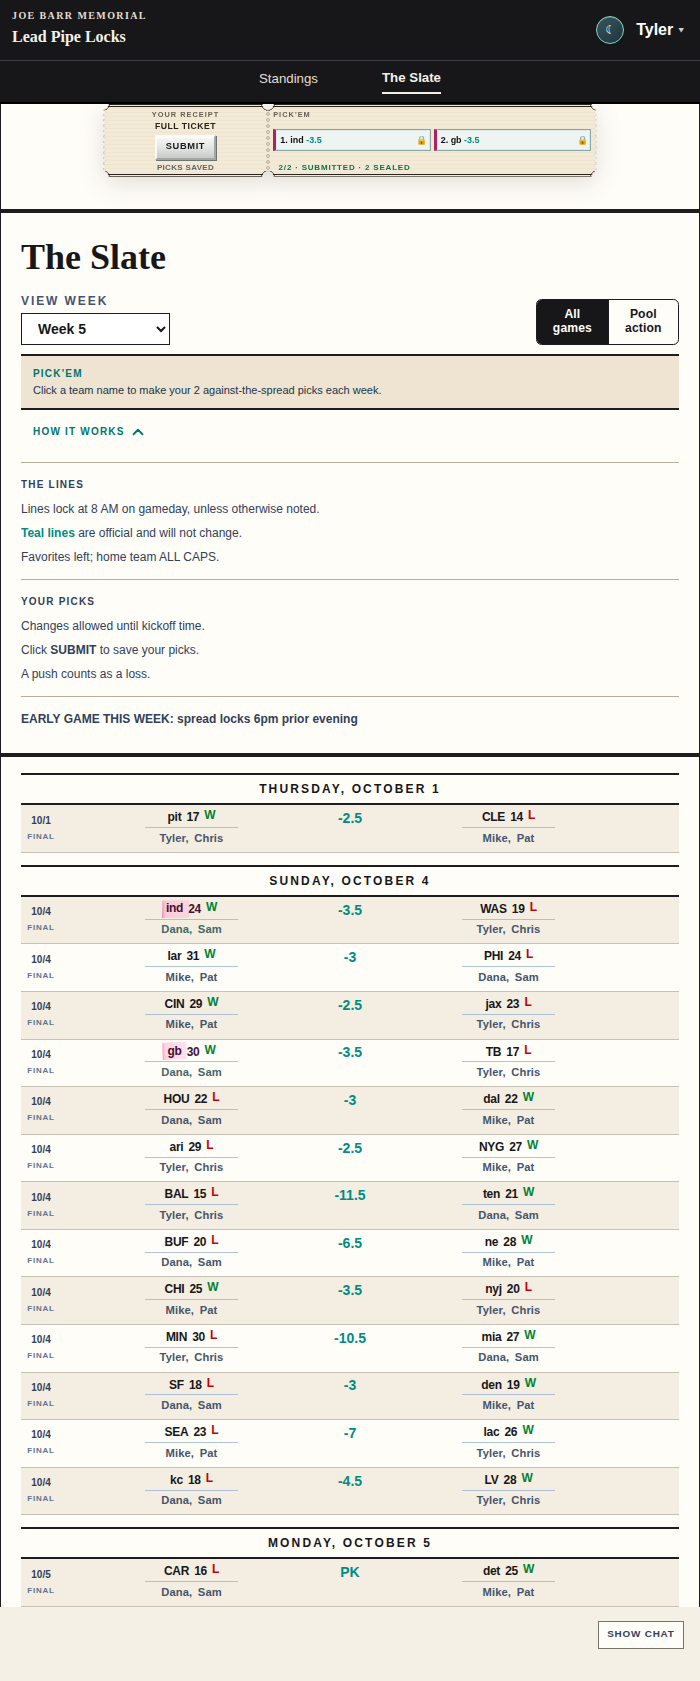 JOE BARR MEMORIAL
Lead Pipe Locks
☾ Tyler ▾
Standings The Slate
YOUR RECEIPT PICK'EM
FULL TICKET
SUBMIT 1. ind -3.5 2. gb -3.5
PICKS SAVED 2/2 · SUBMITTED · 2 SEALED
The Slate
VIEW WEEK
Week 5
All games Pool action
PICK'EM
Click a team name to make your 2 against-the-spread picks each week.
HOW IT WORKS
THE LINES
Lines lock at 8 AM on gameday, unless otherwise noted.
Teal lines are official and will not change.
Favorites left; home team ALL CAPS.
YOUR PICKS
Changes allowed until kickoff time.
Click SUBMIT to save your picks.
A push counts as a loss.
EARLY GAME THIS WEEK: spread locks 6pm prior evening
THURSDAY, OCTOBER 1
10/1 pit 17 W -2.5 CLE 14 L
FINAL Tyler, Chris Mike, Pat
SUNDAY, OCTOBER 4
10/4 ind 24 W -3.5 WAS 19 L
FINAL Dana, Sam Tyler, Chris
10/4 lar 31 W -3 PHI 24 L
FINAL Mike, Pat Dana, Sam
10/4 CIN 29 W -2.5 jax 23 L
FINAL Mike, Pat Tyler, Chris
10/4 gb 30 W -3.5 TB 17 L
FINAL Dana, Sam Tyler, Chris
10/4 HOU 22 L -3 dal 22 W
FINAL Dana, Sam Mike, Pat
10/4 ari 29 L -2.5 NYG 27 W
FINAL Tyler, Chris Mike, Pat
10/4 BAL 15 L -11.5 ten 21 W
FINAL Tyler, Chris Dana, Sam
10/4 BUF 20 L -6.5 ne 28 W
FINAL Dana, Sam Mike, Pat
10/4 CHI 25 W -3.5 nyj 20 L
FINAL Mike, Pat Tyler, Chris
10/4 MIN 30 L -10.5 mia 27 W
FINAL Tyler, Chris Dana, Sam
10/4 SF 18 L -3 den 19 W
FINAL Dana, Sam Mike, Pat
10/4 SEA 23 L -7 lac 26 W
FINAL Mike, Pat Tyler, Chris
10/4 kc 18 L -4.5 LV 28 W
FINAL Dana, Sam Tyler, Chris
MONDAY, OCTOBER 5
10/5 CAR 16 L PK det 25 W
FINAL Dana, Sam Mike, Pat
SHOW CHAT